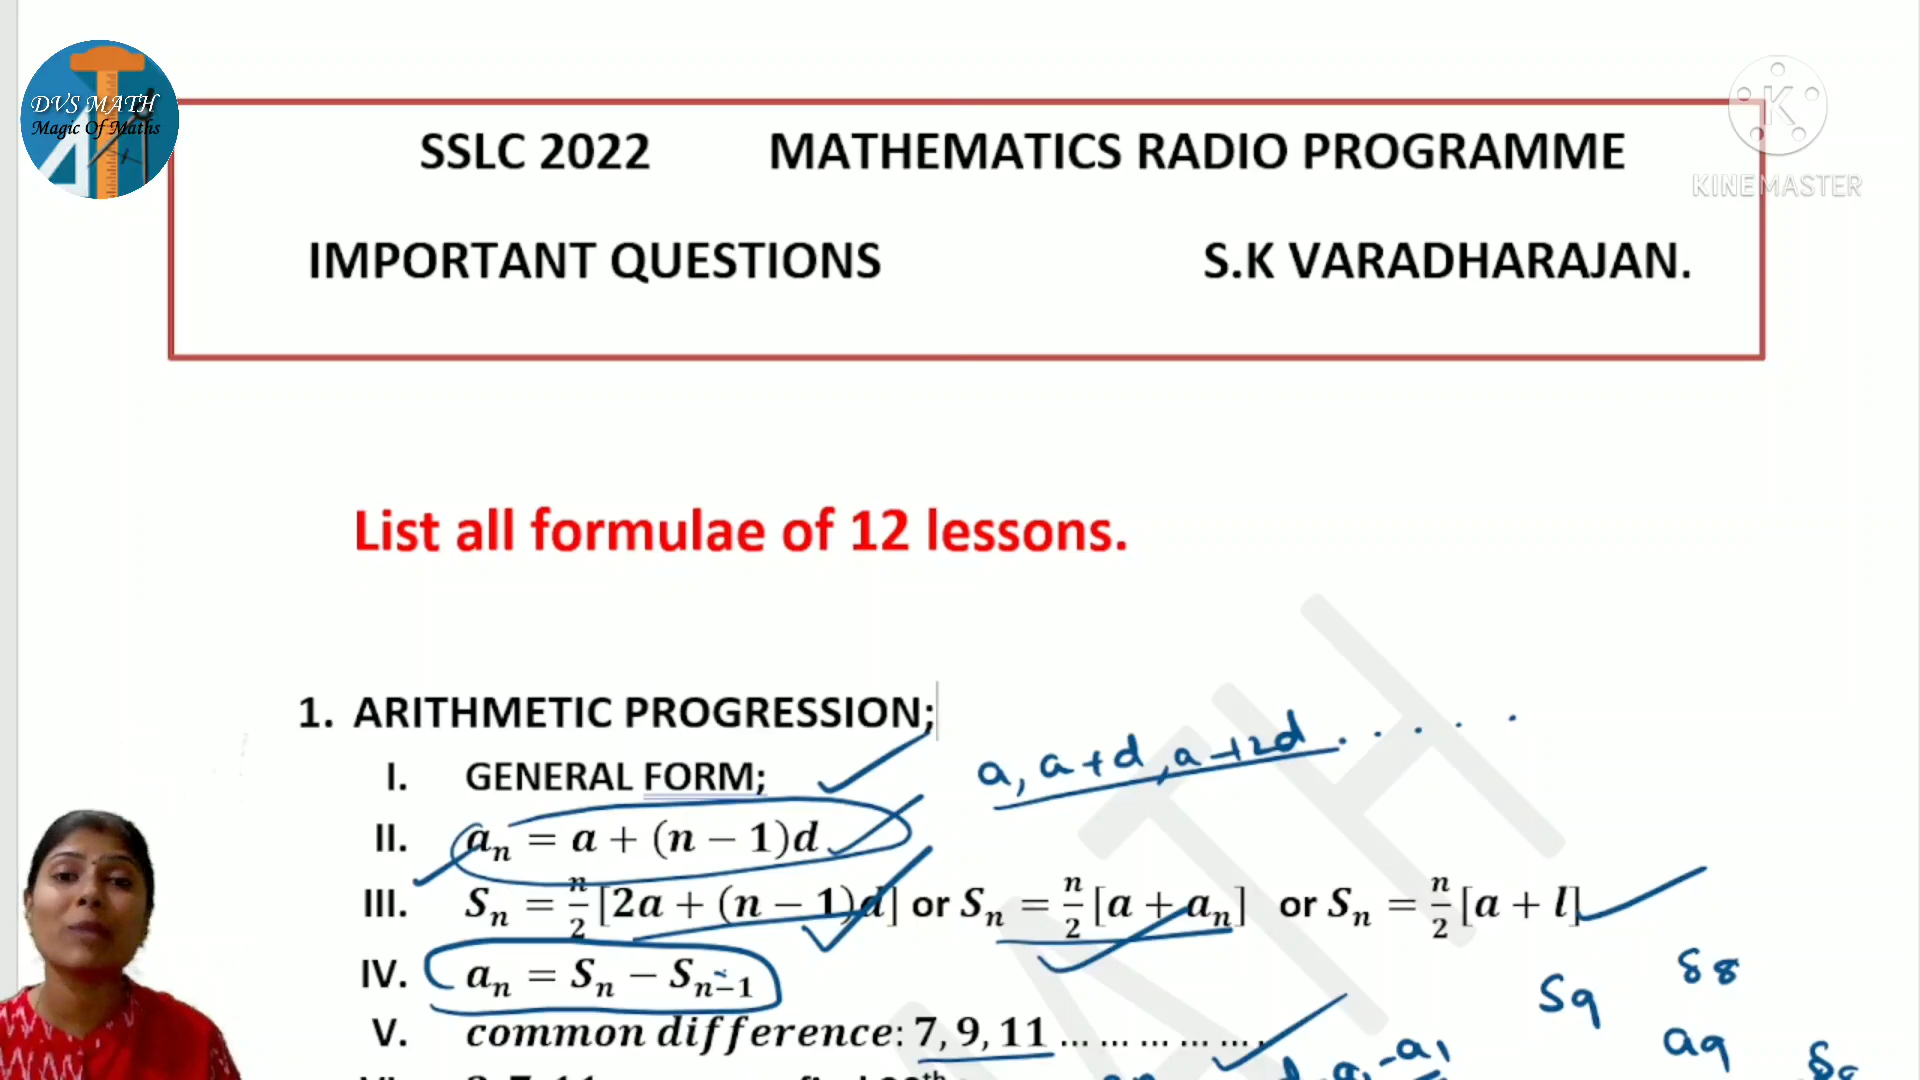 DVS MATH
Magic Of Maths
KINEMASTER
SSLC 2022 MATHEMATICS RADIO PROGRAMME
IMPORTANT QUESTIONS S.K VARADHARAJAN.
List all formulae of 12 lessons.
1. ARITHMETIC PROGRESSION;
I. GENERAL FORM; a, a+d, a+2d.....
II. aₙ = a + (n − 1)d
III. Sₙ = n/2 [2a + (n − 1)d] or Sₙ = n/2 [a + aₙ] or Sₙ = n/2 [a + l]
IV. aₙ = Sₙ − Sₙ₋₁
S9 S8
V. common difference: 7, 9, 11 ... ... ... ... ....
a9
MATH